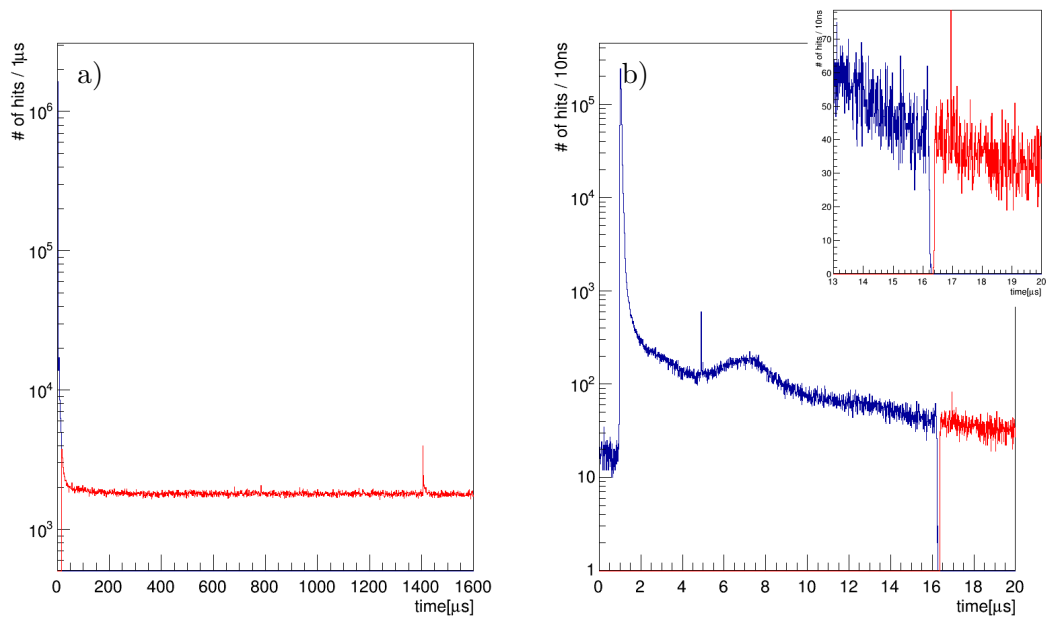 a)
# of hits / 1μs
10⁶
10⁵
10⁴
10³
0 200 400 600 800 1000 1200 1400 1600
time[μs]
b)
# of hits / 10ns
10⁵
10⁴
10³
10²
10
1
0 2 4 6 8 10 12 14 16 18 20
time[μs]
# of hits / 10ns
70
60
50
40
30
20
10
0
13 14 15 16 17 18 19 20
time[μs]